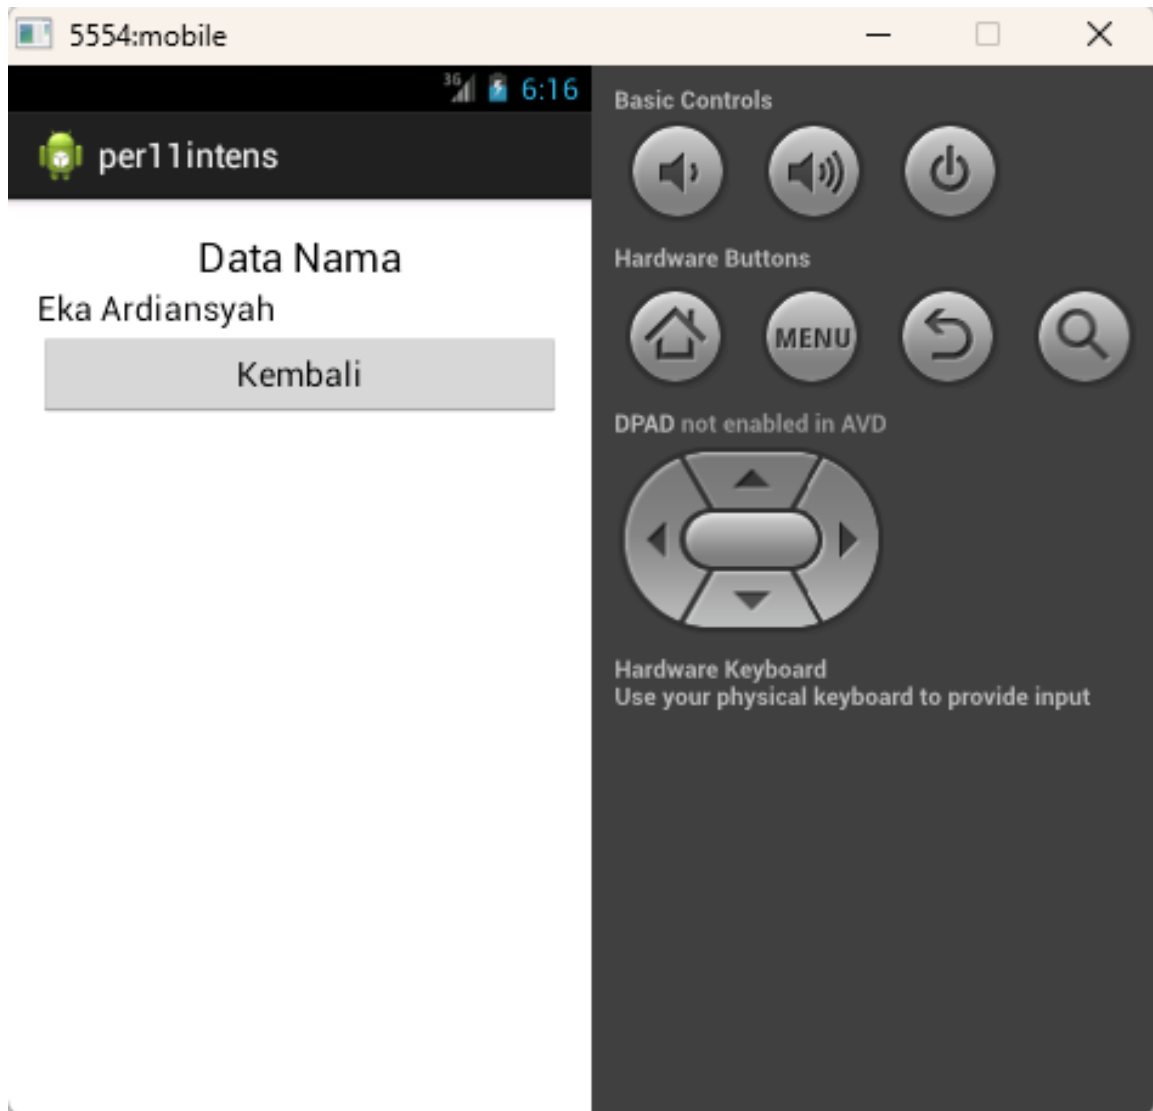 5554:mobile
3G 6:16
per11intens
Data Nama
Eka Ardiansyah
Kembali
Basic Controls
Hardware Buttons
MENU
DPAD not enabled in AVD
Hardware Keyboard
Use your physical keyboard to provide input